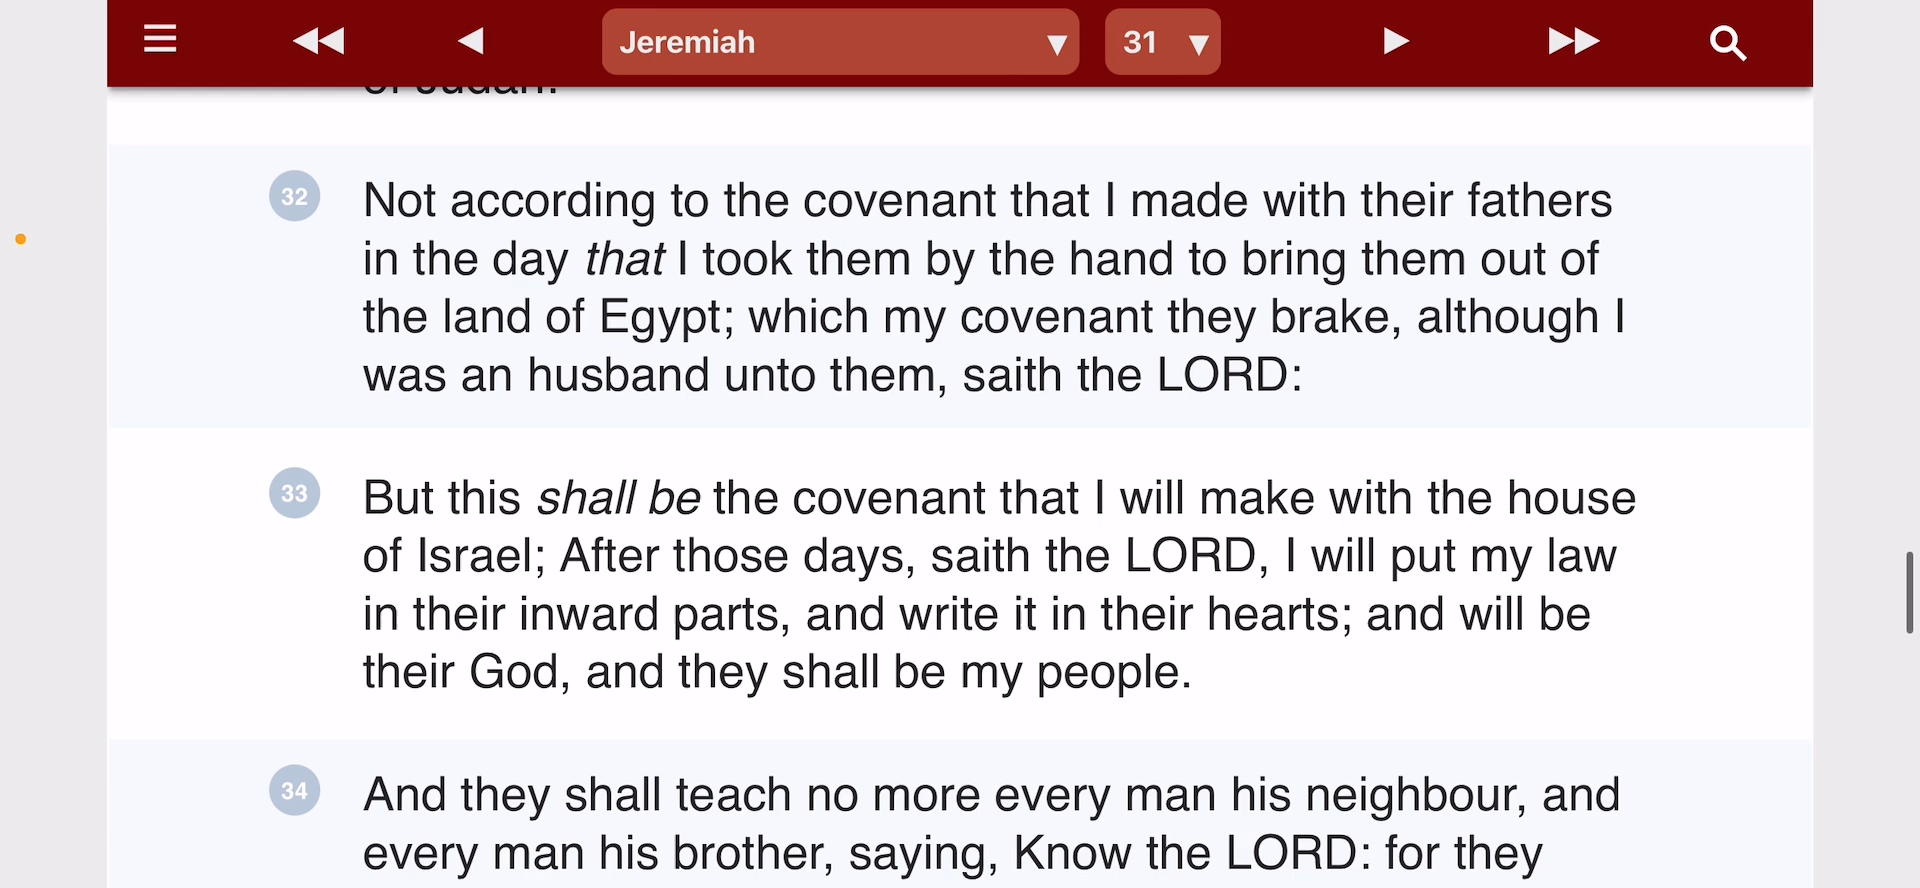 Jeremiah 31
of Judah:
32 Not according to the covenant that I made with their fathers
in the day that I took them by the hand to bring them out of
the land of Egypt; which my covenant they brake, although I
was an husband unto them, saith the LORD:
33 But this shall be the covenant that I will make with the house
of Israel; After those days, saith the LORD, I will put my law
in their inward parts, and write it in their hearts; and will be
their God, and they shall be my people.
34 And they shall teach no more every man his neighbour, and
every man his brother, saying, Know the LORD: for they